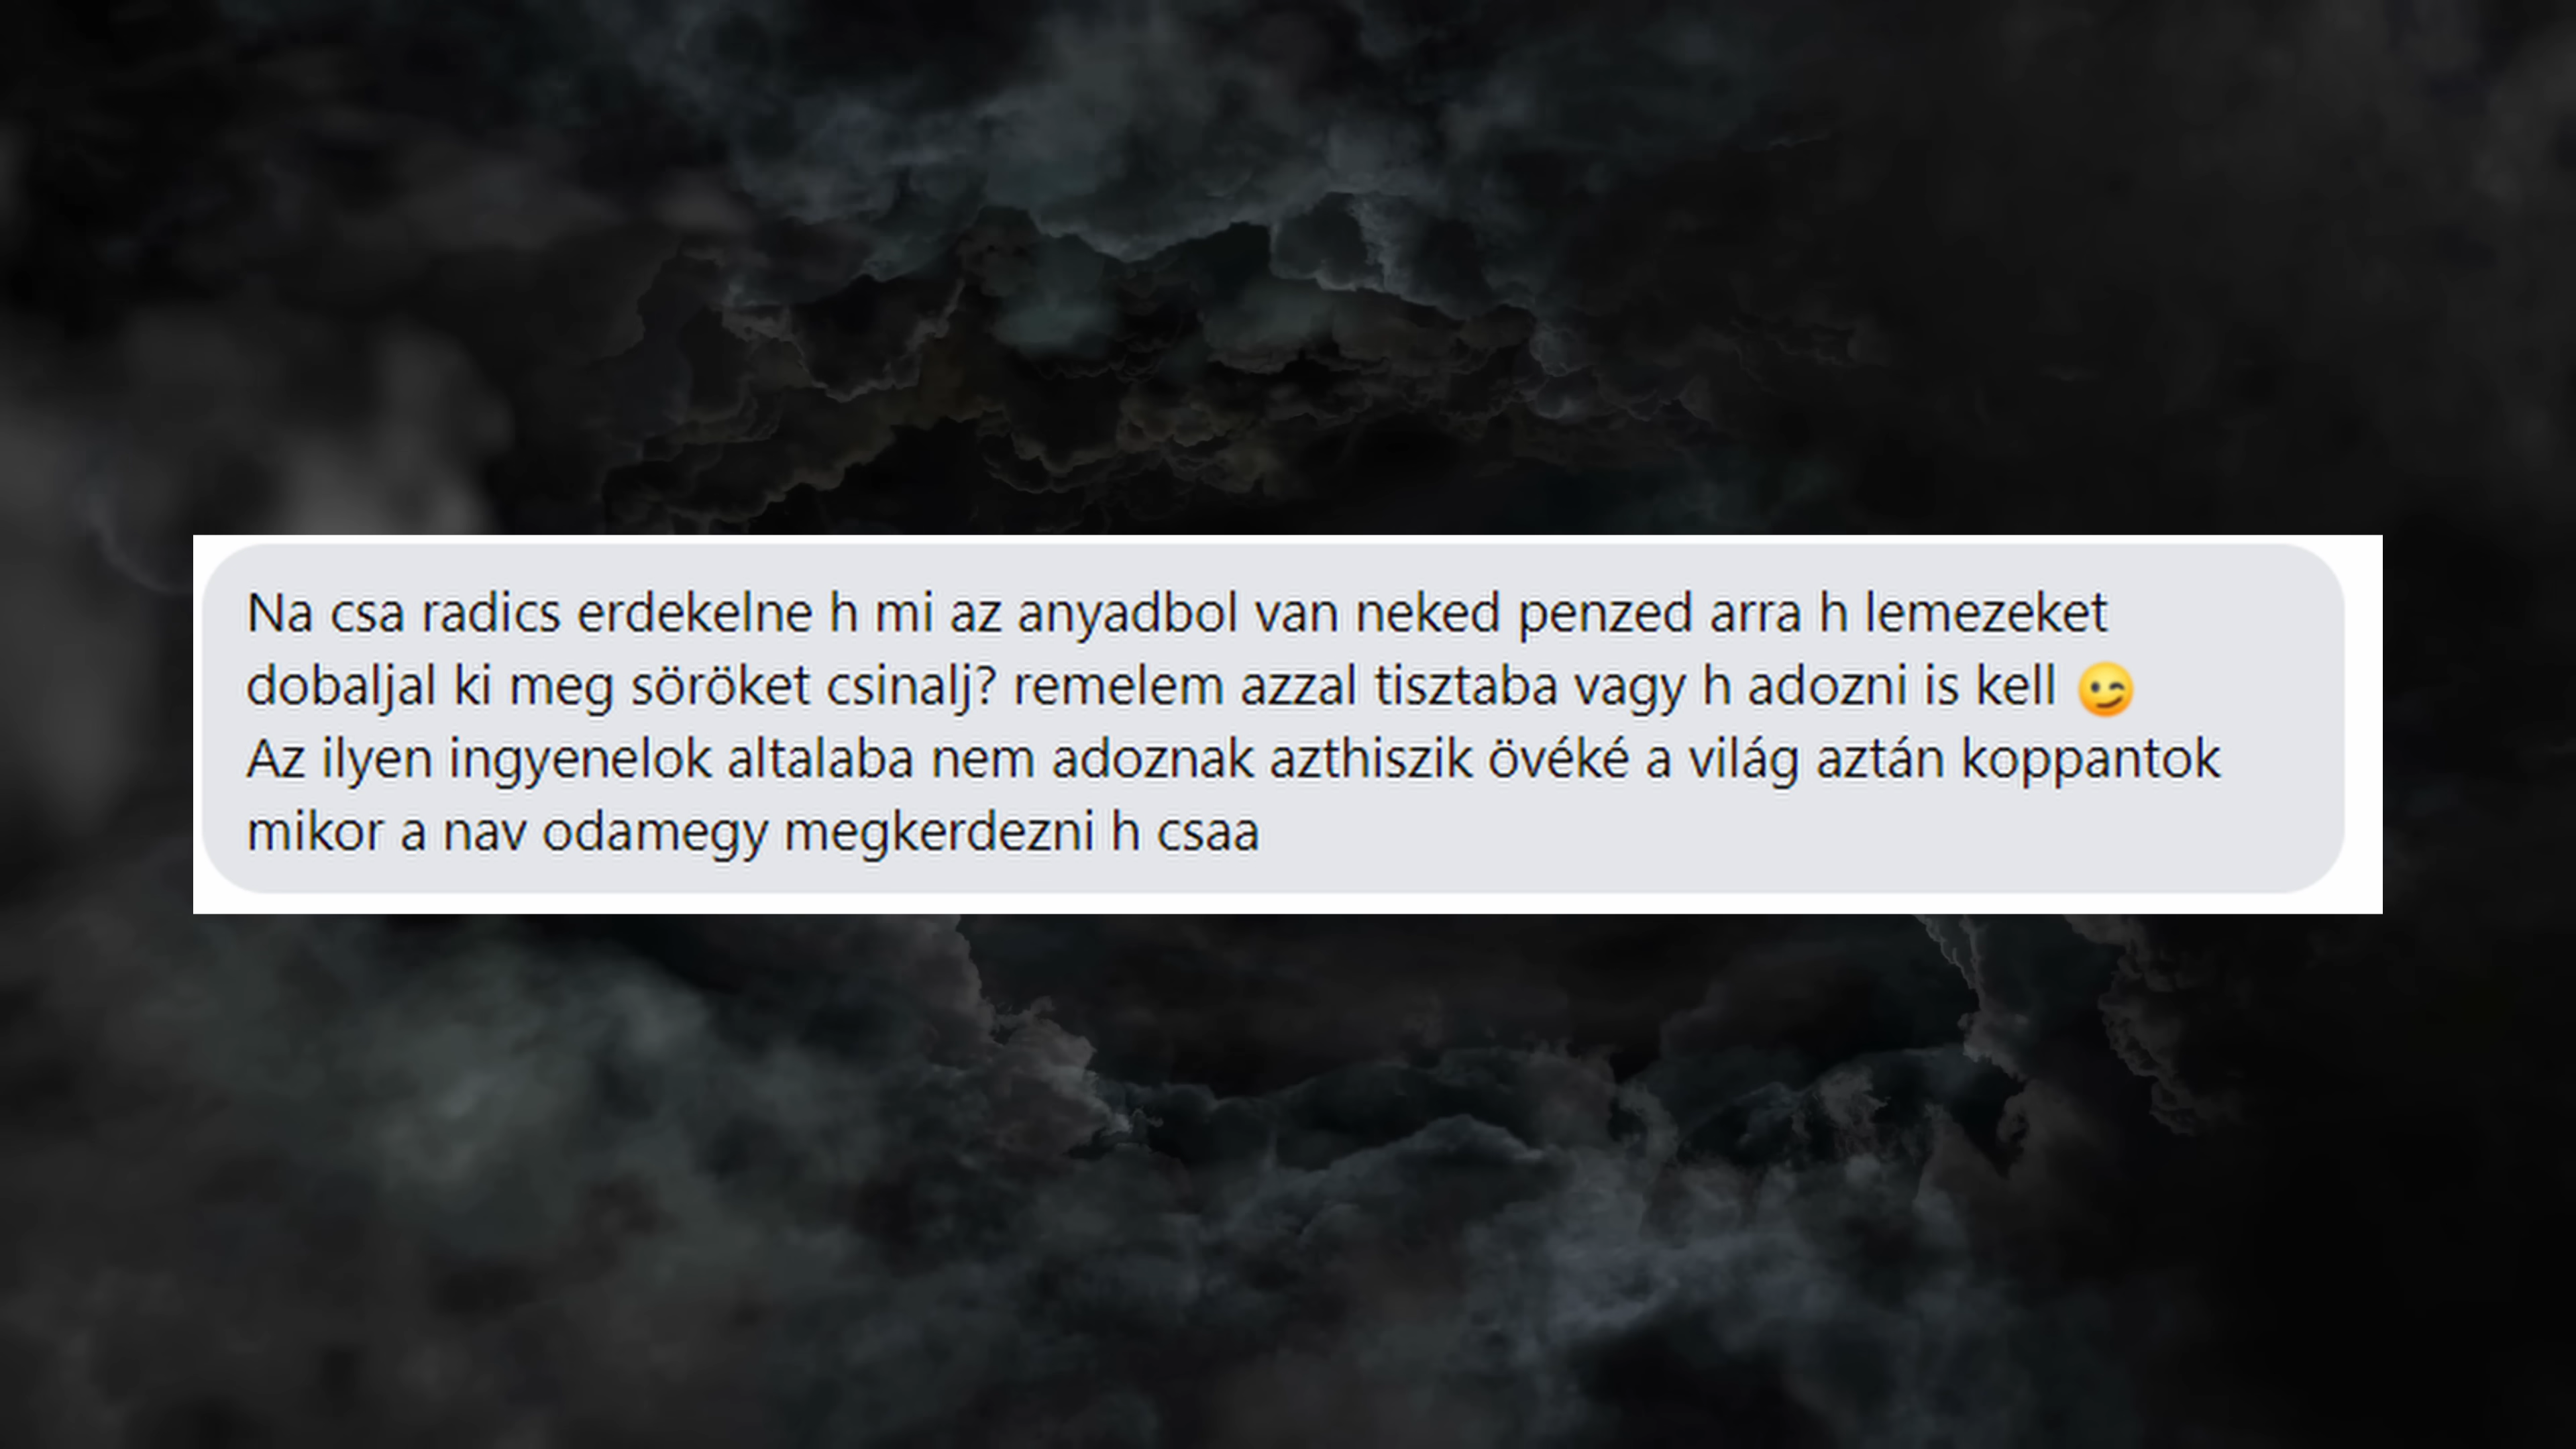 Na csa radics erdekelne h mi az anyadbol van neked penzed arra h lemezeket
dobaljal ki meg söröket csinalj? remelem azzal tisztaba vagy h adozni is kell 😉
Az ilyen ingyenelok altalaba nem adoznak azthiszik övéké a világ aztán koppantok
mikor a nav odamegy megkerdezni h csaa